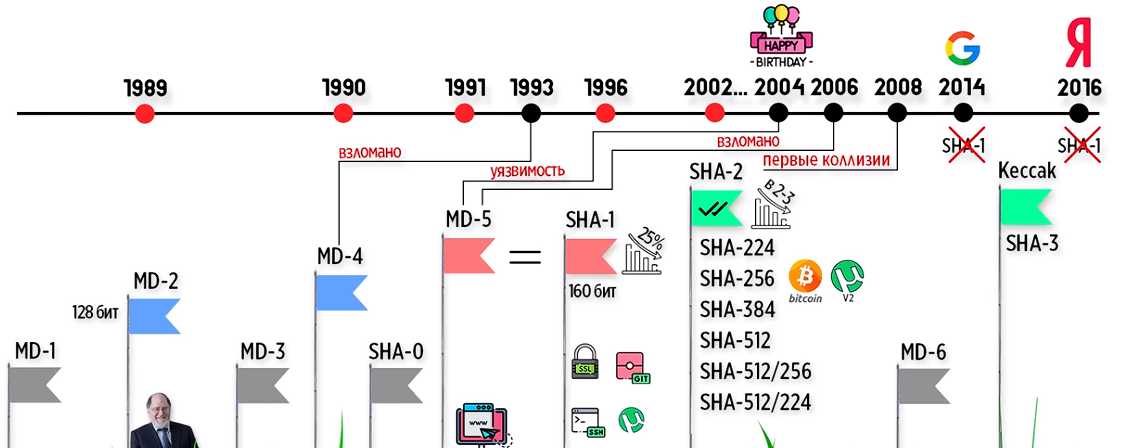 HAPPY
-BIRTHDAY-
Я
1989
1990
1991
1993
1996
2002...
2004
2006
2008
2014
2016
взломано
уязвимость
взломано
первые коллизии
SHA-1
SHA-1
SHA-2
Keccak
В 2-3
MD-5
=
SHA-1
25%
SHA-224
SHA-3
MD-4
SHA-256
bitcoin
V2
160 бит
MD-2
128 бит
SHA-384
SHA-512
MD-1
MD-3
SHA-0
SSL
GIT
SHA-512/256
MD-6
SHA-512/224
www
>_
SSH